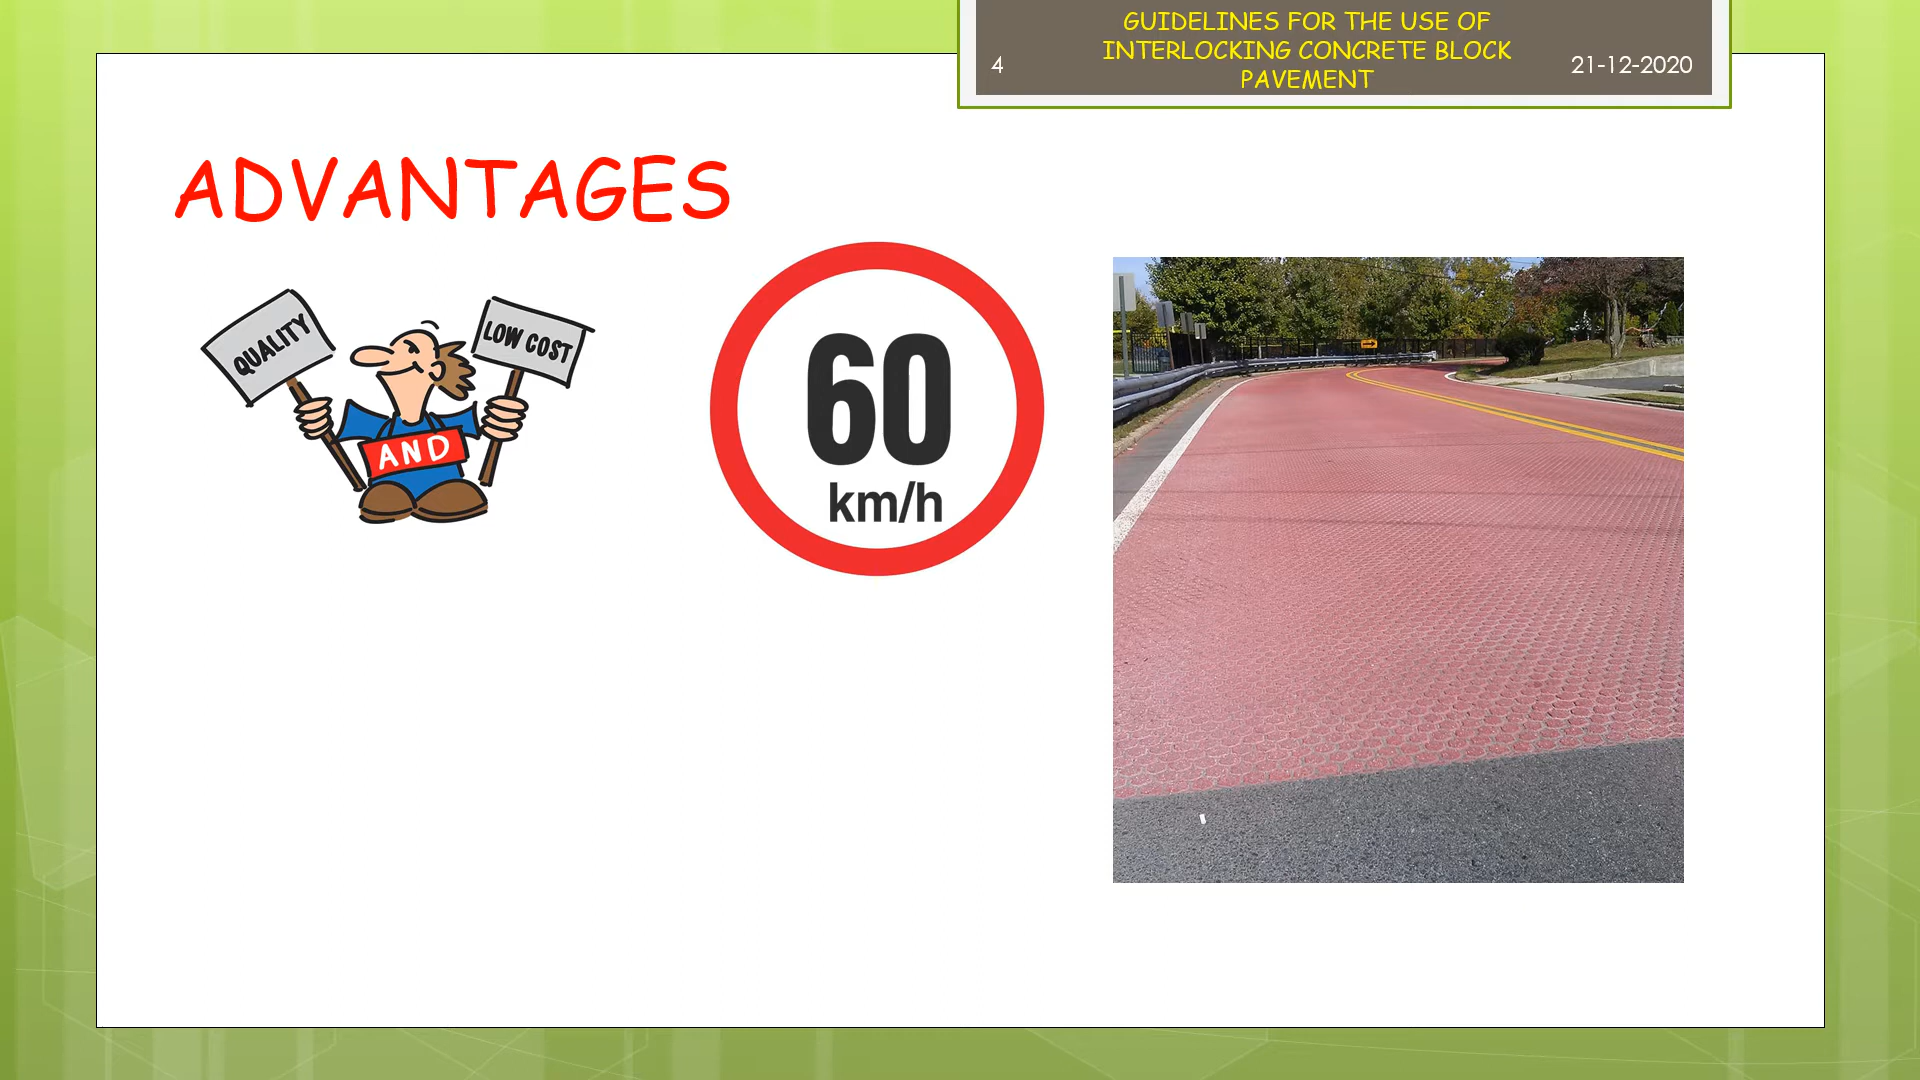 GUIDELINES FOR THE USE OF
INTERLOCKING CONCRETE BLOCK
PAVEMENT
4
21-12-2020
ADVANTAGES
QUALITY
LOW COST
AND
60
km/h